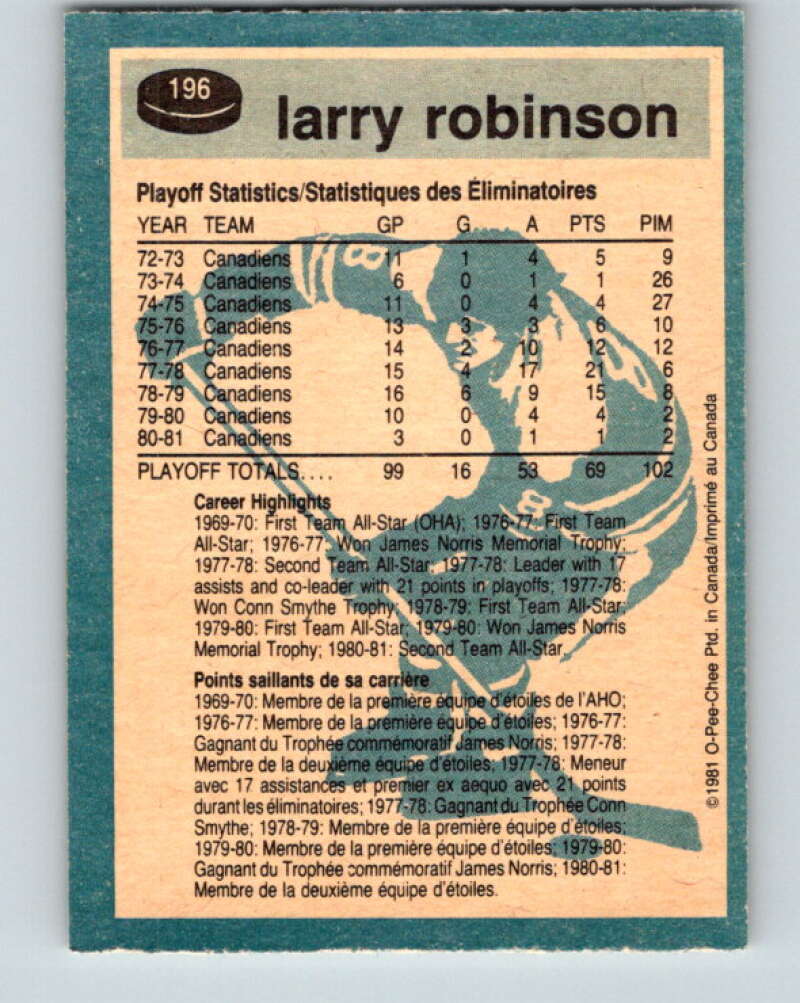 196
larry robinson
Playoff Statistics/Statistiques des Éliminatoires
YEAR TEAM GP G A PTS PIM
72-73 Canadiens 11 1 4 5 9
73-74 Canadiens 6 0 1 1 26
74-75 Canadiens 11 0 4 4 27
75-76 Canadiens 13 3 3 6 10
76-77 Canadiens 14 2 10 12 12
77-78 Canadiens 15 4 17 21 6
78-79 Canadiens 16 6 9 15 8
79-80 Canadiens 10 0 4 4 2
80-81 Canadiens 3 0 1 1 2
PLAYOFF TOTALS.... 99 16 53 69 102
Career Highlights
1969-70: First Team All-Star (OHA); 1976-77: First Team
All-Star; 1976-77: Won James Norris Memorial Trophy;
1977-78: Second Team All-Star; 1977-78: Leader with 17
assists and co-leader with 21 points in playoffs; 1977-78:
Won Conn Smythe Trophy; 1978-79: First Team All-Star;
1979-80: First Team All-Star; 1979-80: Won James Norris
Memorial Trophy; 1980-81: Second Team All-Star.
Points saillants de sa carrière
1969-70: Membre de la première équipe d'étoiles de l'AHO;
1976-77: Membre de la première équipe d'étoiles; 1976-77:
Gagnant du Trophée commémoratif James Norris; 1977-78:
Membre de la deuxième équipe d'étoiles; 1977-78: Meneur
avec 17 assistances et premier ex aequo avec 21 points
durant les éliminatoires; 1977-78: Gagnant du Trophée Conn
Smythe; 1978-79: Membre de la première équipe d'étoiles;
1979-80: Membre de la première équipe d'étoiles; 1979-80:
Gagnant du Trophée commémoratif James Norris; 1980-81:
Membre de la deuxième équipe d'étoiles.
©1981 O-Pee-Chee Ptd. in Canada/Imprimé au Canada
8
8